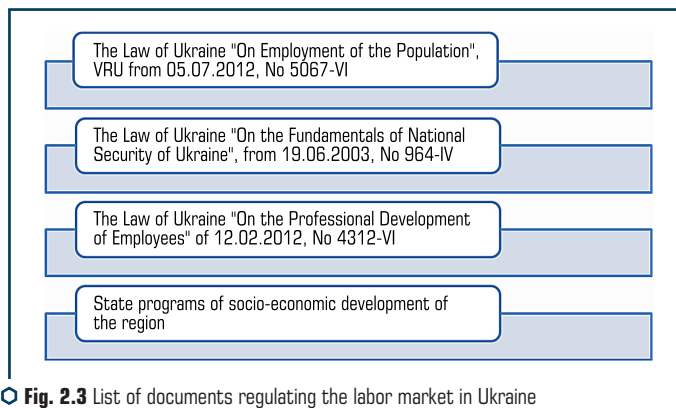 The Law of Ukraine "On Employment of the Population",
VRU from 05.07.2012, No 5067-VI
The Law of Ukraine "On the Fundamentals of National
Security of Ukraine", from 19.06.2003, No 964-IV
The Law of Ukraine "On the Professional Development
of Employees" of 12.02.2012, No 4312-VI
State programs of socio-economic development of
the region
Fig. 2.3 List of documents regulating the labor market in Ukraine